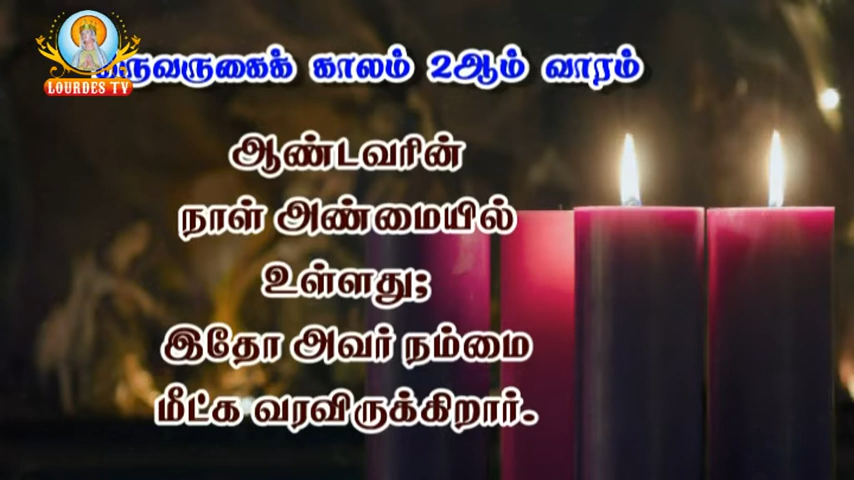 LOURDES TV
திருவருகைக் காலம் 2ஆம் வாரம்
ஆண்டவரின்
நாள் அண்மையில்
உள்ளது;
இதோ அவர் நம்மை
மீட்க வரவிருக்கிறார்.